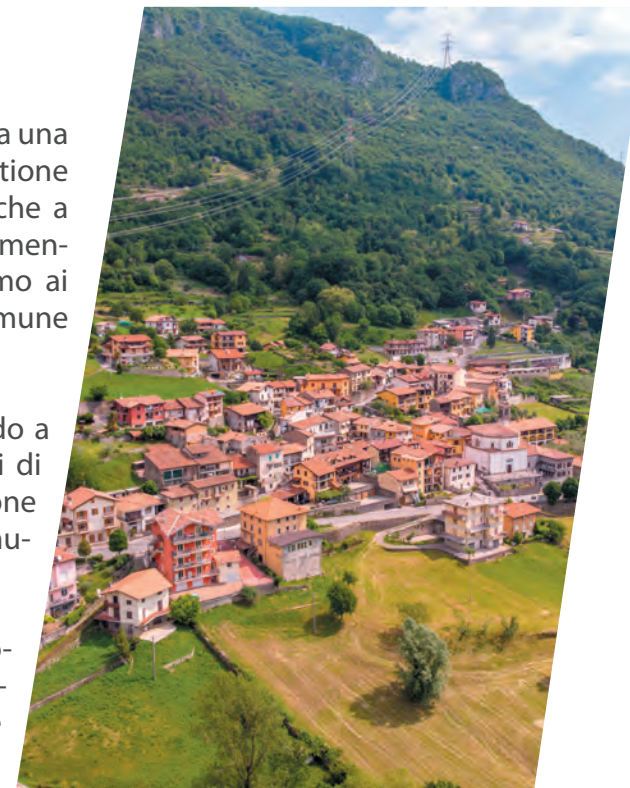 a una
tione
che a
men-
mo ai
mune
do a
i di
one
nu-